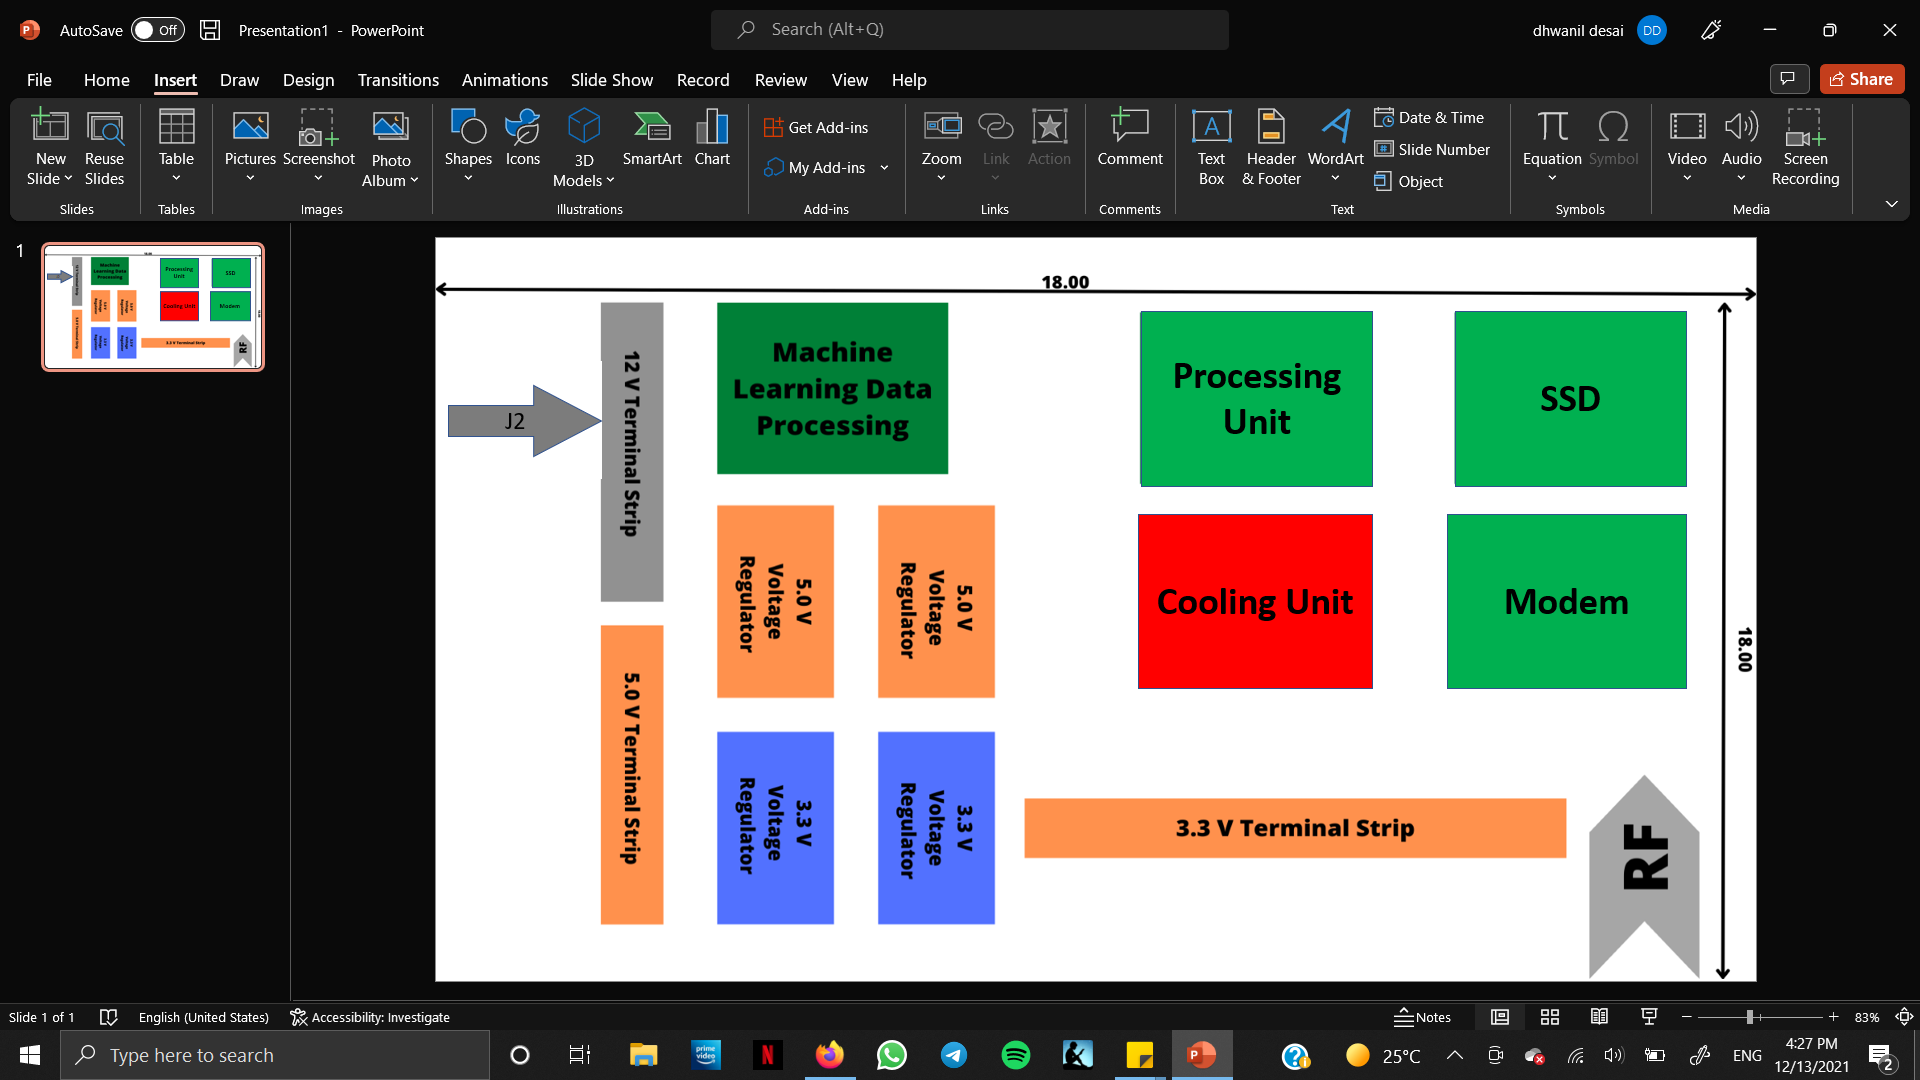 AutoSave Off Presentation1 - PowerPoint
Search (Alt+Q)
dhwanil desai DD
File Home Insert Draw Design Transitions Animations Slide Show Record Review View Help
Share
New Slide
Reuse Slides
Slides
Table
Tables
Pictures
Screenshot
Photo Album
Images
Shapes
Icons
3D Models
SmartArt
Chart
Illustrations
Get Add-ins
My Add-ins
Add-ins
Zoom
Link
Action
Links
Comment
Comments
Text Box
Header & Footer
WordArt
Date & Time
Slide Number
Object
Text
Equation
Symbol
Symbols
Video
Audio
Screen Recording
Media
1
18.00
J2
12 V Terminal Strip
Machine
Learning Data
Processing
Processing
Unit
SSD
5.0 V
Voltage
Regulator
5.0 V
Voltage
Regulator
Cooling Unit
Modem
18.00
5.0 V Terminal Strip
3.3 V
Voltage
Regulator
3.3 V
Voltage
Regulator
3.3 V Terminal Strip
RF
Slide 1 of 1 English (United States) Accessibility: Investigate
Notes
83%
Type here to search
prime video
N
25°C
ENG
4:27 PM
12/13/2021
2